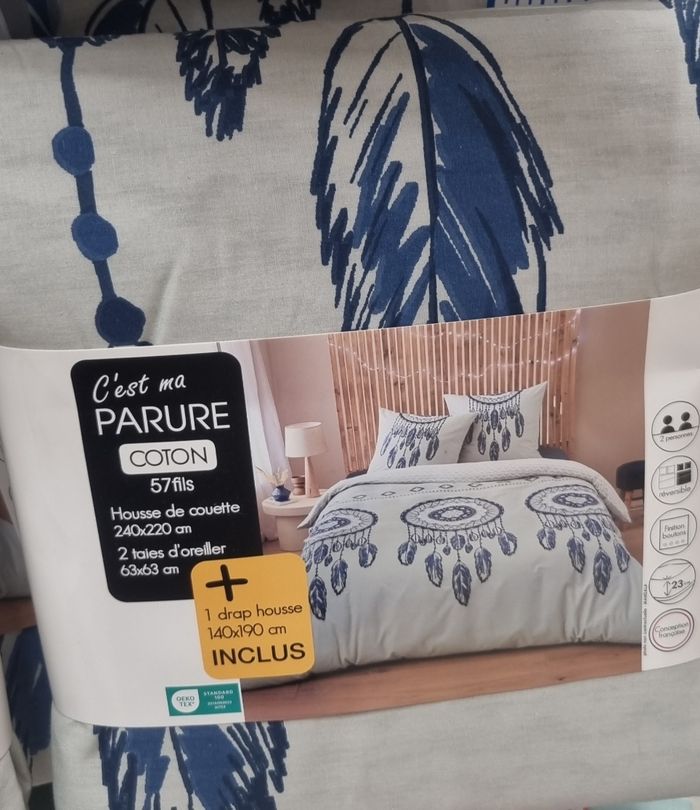 C'est ma
PARURE
COTON
57fils
Housse de couette
240x220 cm
2 taies d'oreiller
63x63 cm
+
1 drap housse
140x190 cm
INCLUS
OEKO
TEX®
STANDARD
100
2 personnes
réversible
Finition
boutons
23
Conception
française